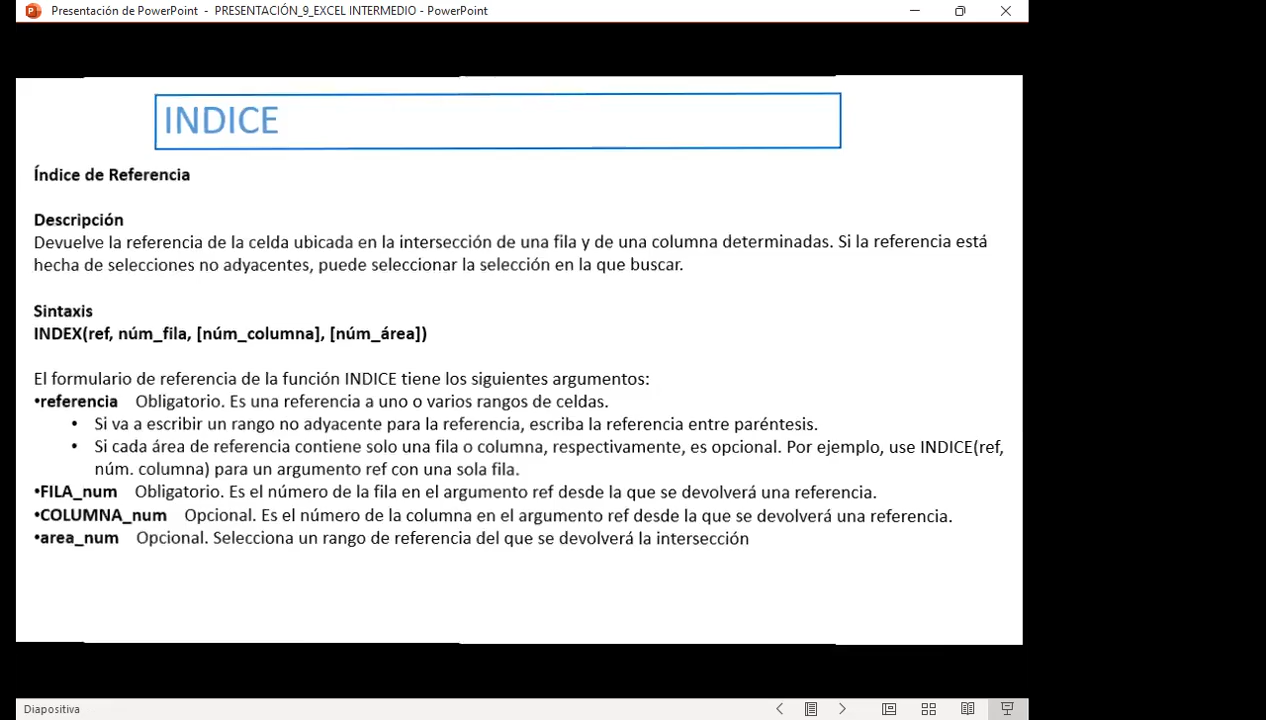 Presentación de PowerPoint - PRESENTACIÓN_9_EXCEL INTERMEDIO - PowerPoint
INDICE
Índice de Referencia
Descripción
Devuelve la referencia de la celda ubicada en la intersección de una fila y de una columna determinadas. Si la referencia está
hecha de selecciones no adyacentes, puede seleccionar la selección en la que buscar.
Sintaxis
INDEX(ref, núm_fila, [núm_columna], [núm_área])
El formulario de referencia de la función INDICE tiene los siguientes argumentos:
•referencia Obligatorio. Es una referencia a uno o varios rangos de celdas.
• Si va a escribir un rango no adyacente para la referencia, escriba la referencia entre paréntesis.
• Si cada área de referencia contiene solo una fila o columna, respectivamente, es opcional. Por ejemplo, use INDICE(ref,
núm. columna) para un argumento ref con una sola fila.
•FILA_num Obligatorio. Es el número de la fila en el argumento ref desde la que se devolverá una referencia.
•COLUMNA_num Opcional. Es el número de la columna en el argumento ref desde la que se devolverá una referencia.
•area_num Opcional. Selecciona un rango de referencia del que se devolverá la intersección
Diapositiva